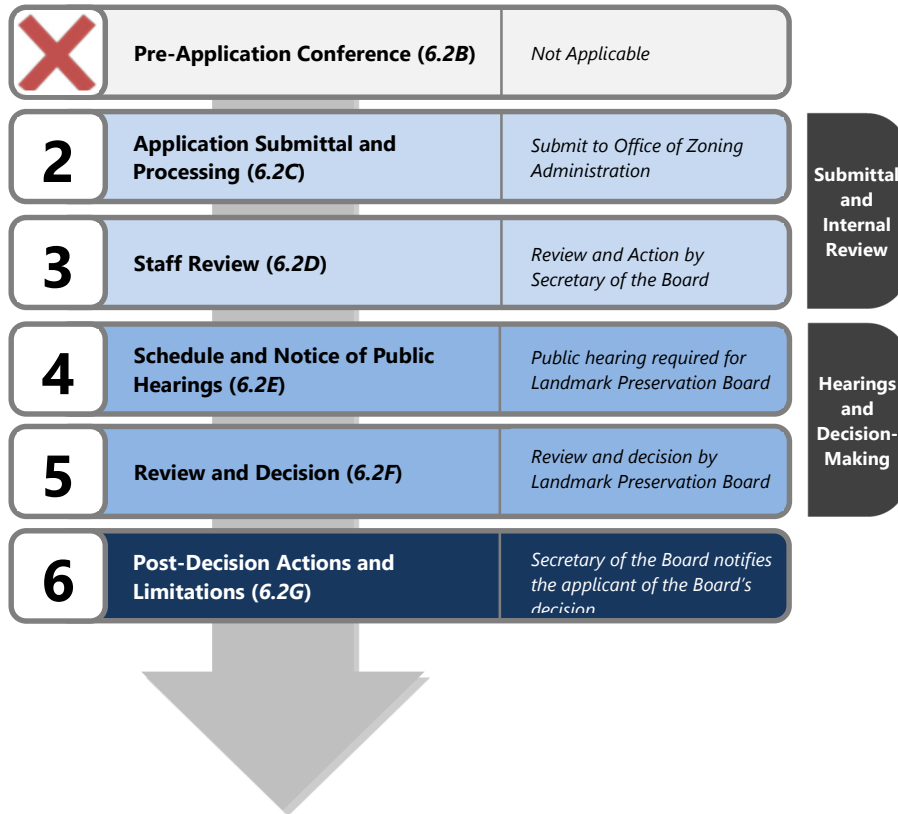 Pre-Application Conference (6.2B)
Not Applicable
2
Application Submittal and
Processing (6.2C)
Submit to Office of Zoning
Administration
3
Staff Review (6.2D)
Review and Action by
Secretary of the Board
Submittal
and
Internal
Review
4
Schedule and Notice of Public
Hearings (6.2E)
Public hearing required for
Landmark Preservation Board
5
Review and Decision (6.2F)
Review and decision by
Landmark Preservation Board
Hearings
and
Decision-
Making
6
Post-Decision Actions and
Limitations (6.2G)
Secretary of the Board notifies
the applicant of the Board’s
decision